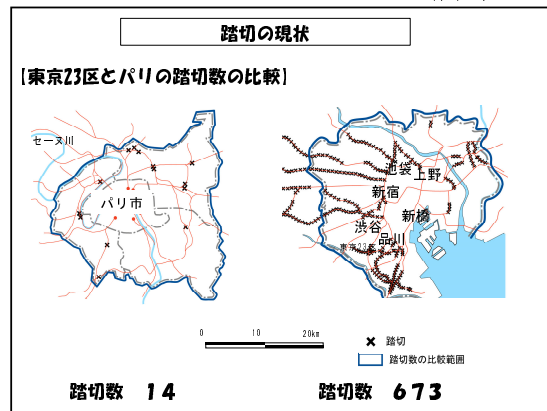 踏切の現状
【東京23区とパリの踏切数の比較】
セーヌ川
パリ市
池袋
上野
新宿
新橋
渋谷
品川
東京23区
0 10 20km
踏切
踏切数の比較範囲
踏切数 14
踏切数 673